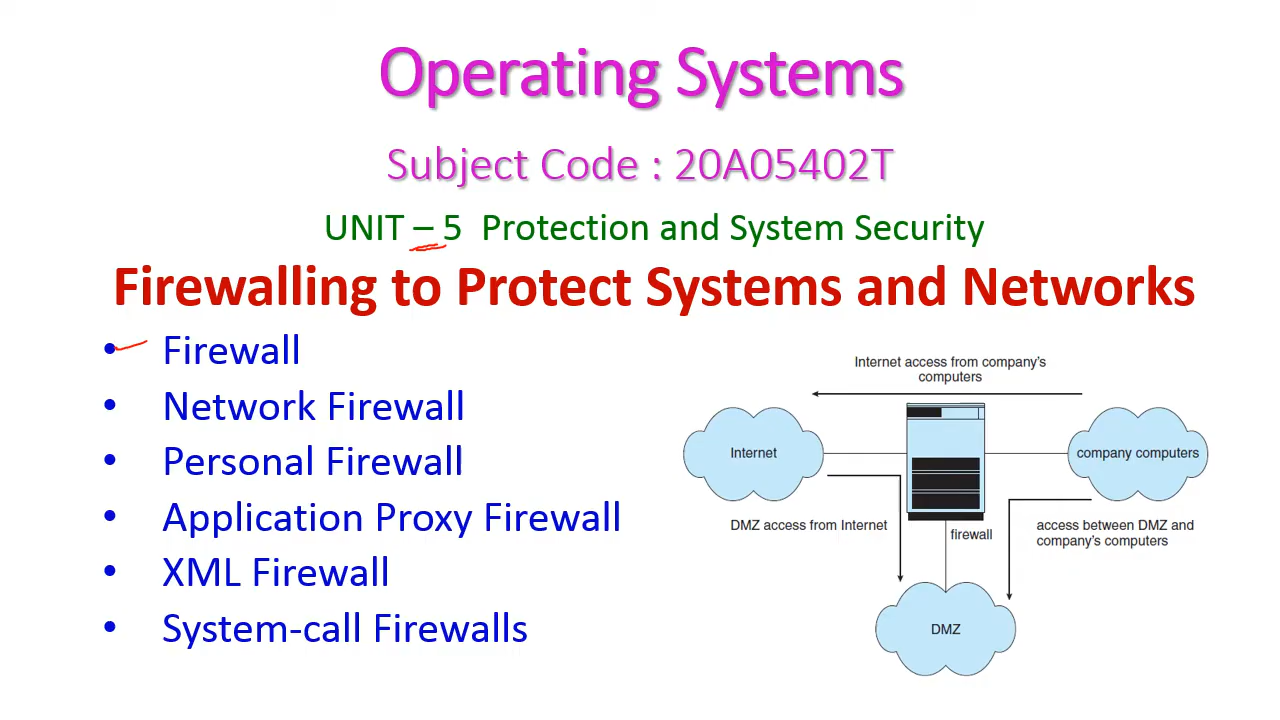 Operating Systems
Subject Code : 20A05402T
UNIT – 5 Protection and System Security
Firewalling to Protect Systems and Networks
• Firewall
• Network Firewall
• Personal Firewall
• Application Proxy Firewall
• XML Firewall
• System-call Firewalls
Internet access from company's
computers
Internet
company computers
DMZ access from Internet
firewall
access between DMZ and
company's computers
DMZ